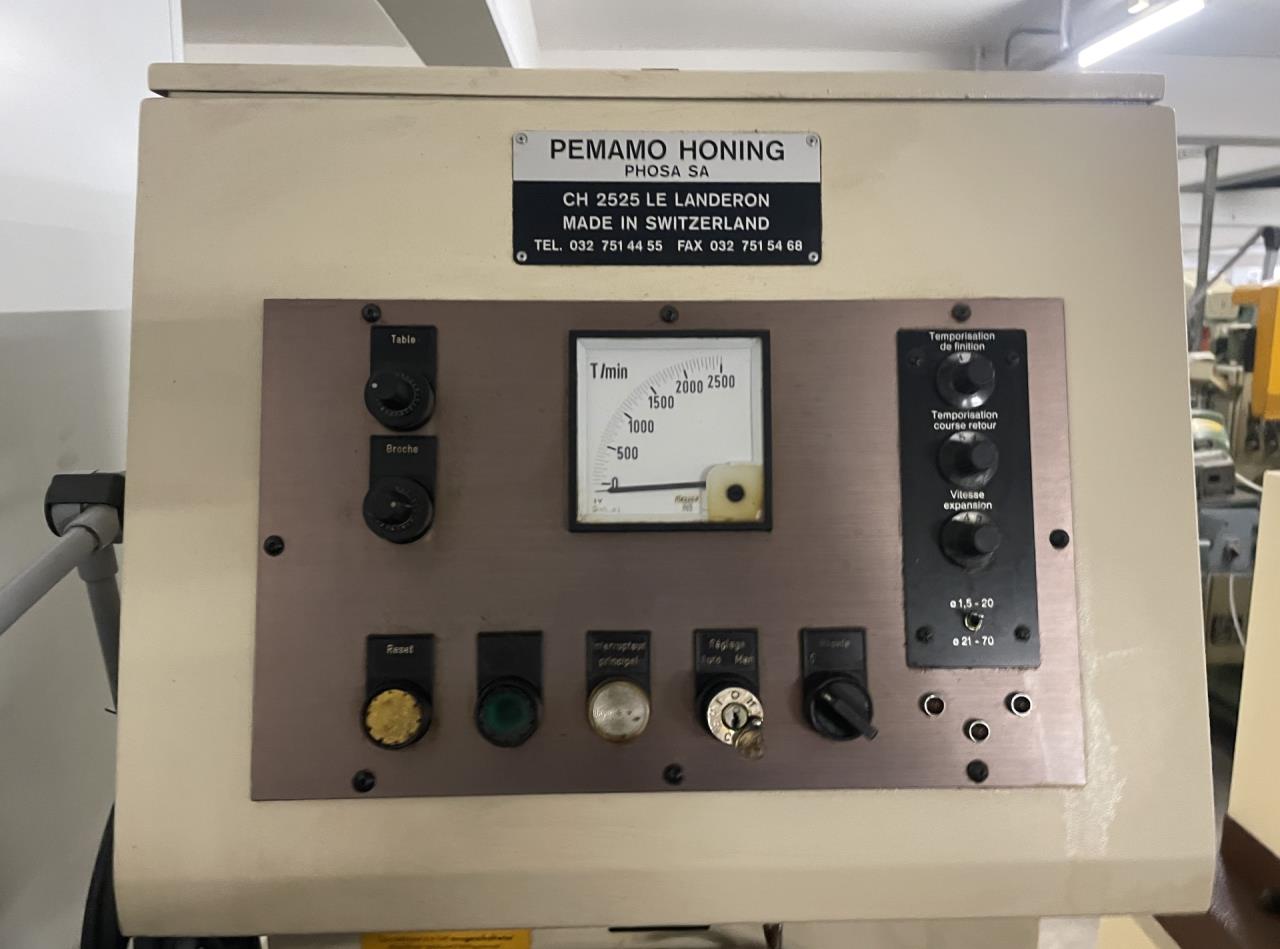 PEMAMO HONING
PHOSA SA
CH 2525 LE LANDERON
MADE IN SWITZERLAND
TEL. 032 751 44 55 FAX 032 751 54 68
Table
Broche
T/min
0
500
1000
1500
2000
2500
Temporisation
de finition
Temporisation
course retour
Vitesse
expansion
ø 1,5 - 20
ø 21 - 70
Reset
Interrupteur
principal
Réglage
Auto Man